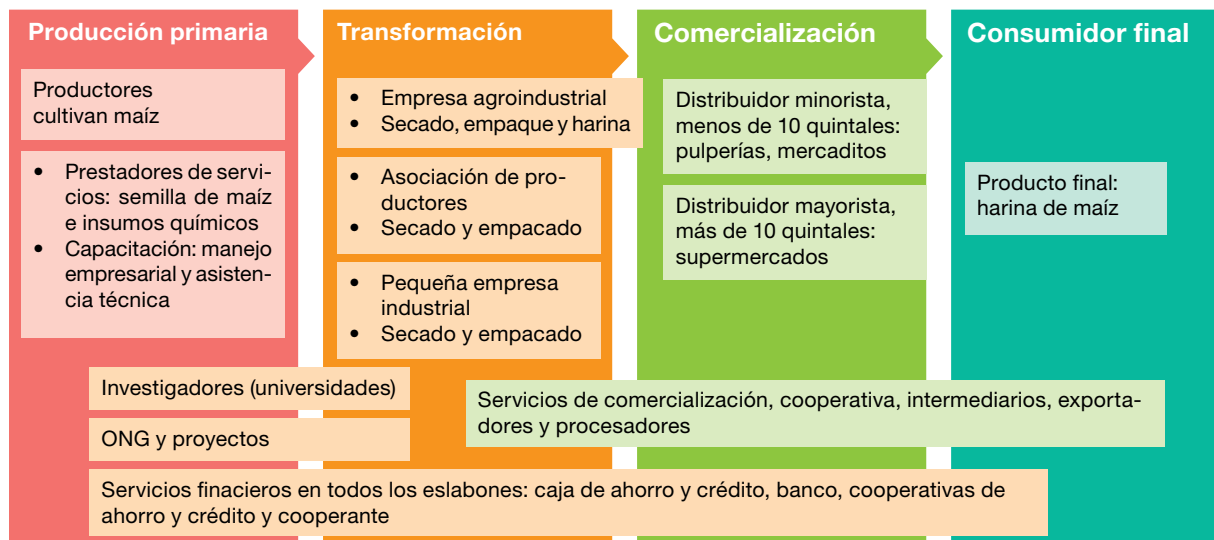 Producción primaria
Productores
cultivan maíz
• Prestadores de servi-
cios: semilla de maíz
e insumos químicos
• Capacitación: manejo
empresarial y asisten-
cia técnica
Transformación
• Empresa agroindustrial
• Secado, empaque y harina
• Asociación de pro-
ductores
• Secado y empacado
• Pequeña empresa
industrial
• Secado y empacado
Comercialización
Distribuidor minorista,
menos de 10 quintales:
pulperías, mercaditos
Distribuidor mayorista,
más de 10 quintales:
supermercados
Consumidor final
Producto final:
harina de maíz
Investigadores (universidades)
ONG y proyectos
Servicios de comercialización, cooperativa, intermediarios, exporta-
dores y procesadores
Servicios finacieros en todos los eslabones: caja de ahorro y crédito, banco, cooperativas de
ahorro y crédito y cooperante